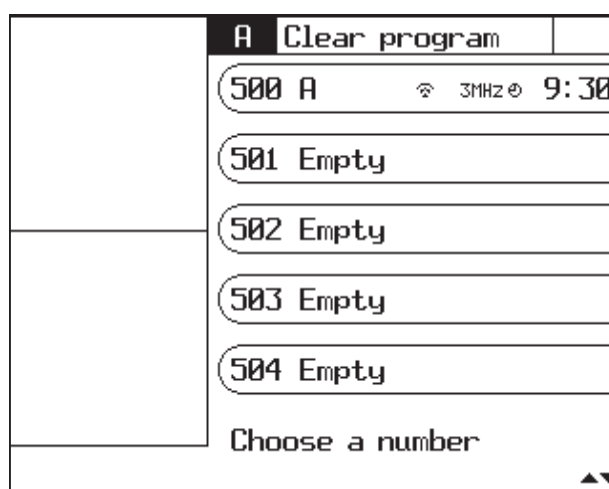 A Clear program
500 A 3MHz 9:30
501 Empty
502 Empty
503 Empty
504 Empty
Choose a number